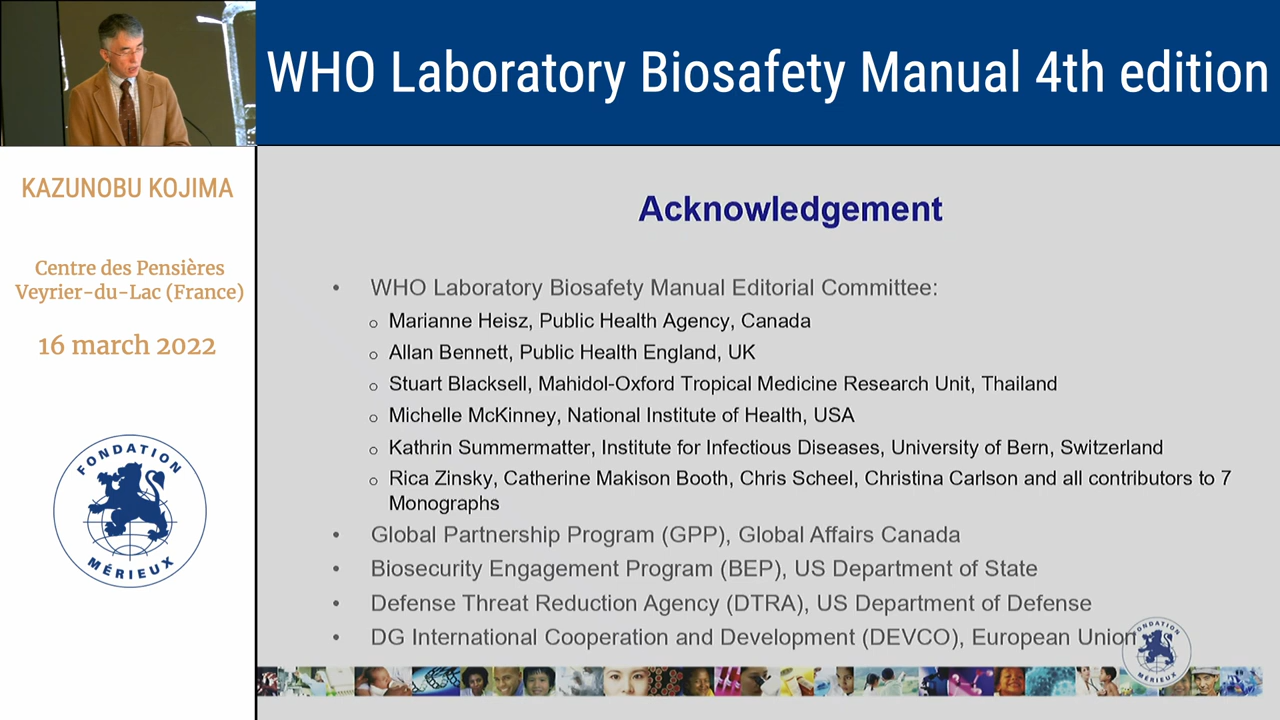 WHO Laboratory Biosafety Manual 4th edition
KAZUNOBU KOJIMA
Centre des Pensières
Veyrier-du-Lac (France)
16 march 2022
FONDATION
MÉRIEUX
Acknowledgement
• WHO Laboratory Biosafety Manual Editorial Committee:
o Marianne Heisz, Public Health Agency, Canada
o Allan Bennett, Public Health England, UK
o Stuart Blacksell, Mahidol-Oxford Tropical Medicine Research Unit, Thailand
o Michelle McKinney, National Institute of Health, USA
o Kathrin Summermatter, Institute for Infectious Diseases, University of Bern, Switzerland
o Rica Zinsky, Catherine Makison Booth, Chris Scheel, Christina Carlson and all contributors to 7
Monographs
• Global Partnership Program (GPP), Global Affairs Canada
• Biosecurity Engagement Program (BEP), US Department of State
• Defense Threat Reduction Agency (DTRA), US Department of Defense
• DG International Cooperation and Development (DEVCO), European Union
FONDATION
MÉRIEUX